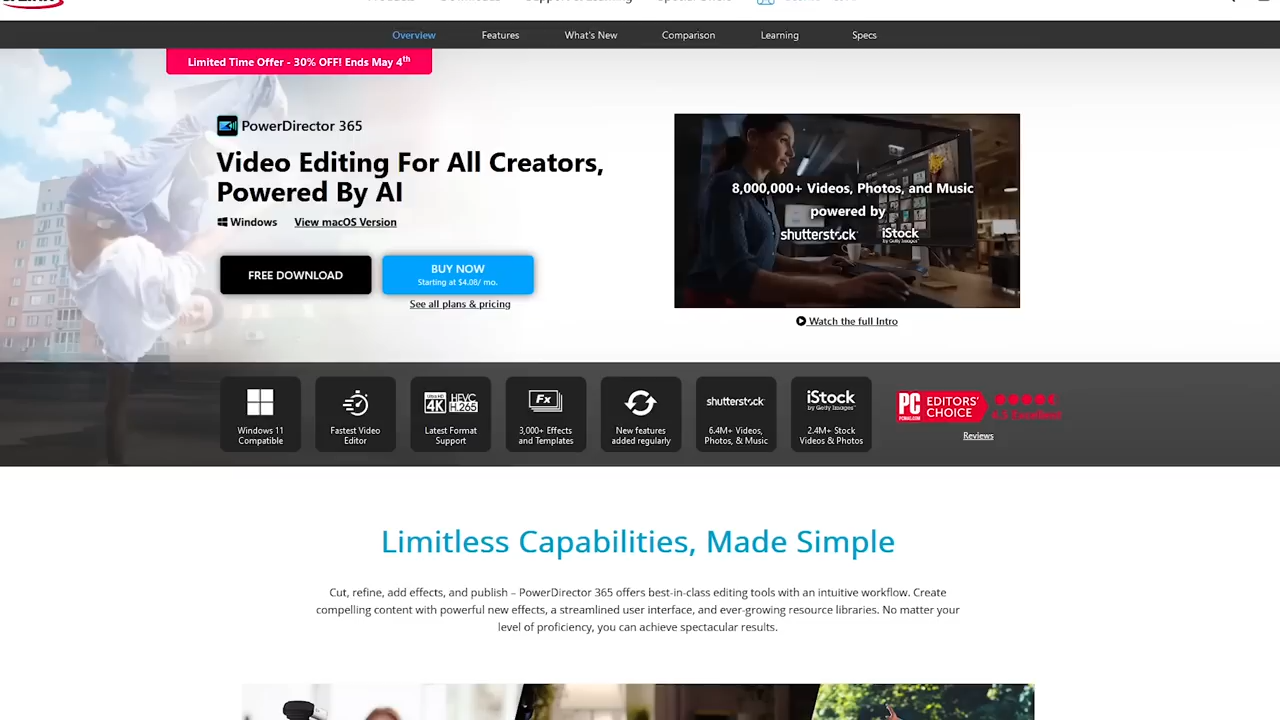 Overview Features What's New Comparison Learning Specs
Limited Time Offer - 30% OFF! Ends May 4th
PowerDirector 365
Video Editing For All Creators,
Powered By AI
Windows View macOS Version
FREE DOWNLOAD
BUY NOW
Starting at $4.08/ mo.
See all plans & pricing
8,000,000+ Videos, Photos, and Music
powered by
shutterstock iStock
by Getty Images
Watch the full Intro
Windows 11
Compatible
Fastest Video
Editor
ULTRA HD
4K HEVC
H.265
Latest Format
Support
Fx
3,000+ Effects
and Templates
New features
added regularly
shutterstock
6.4M+ Videos,
Photos, & Music
iStock
by Getty Images
2.4M+ Stock
Videos & Photos
PC
PCMAG.COM
EDITORS'
CHOICE
Reviews
Limitless Capabilities, Made Simple
Cut, refine, add effects, and publish – PowerDirector 365 offers best-in-class editing tools with an intuitive workflow. Create
compelling content with powerful new effects, a streamlined user interface, and ever-growing resource libraries. No matter your
level of proficiency, you can achieve spectacular results.